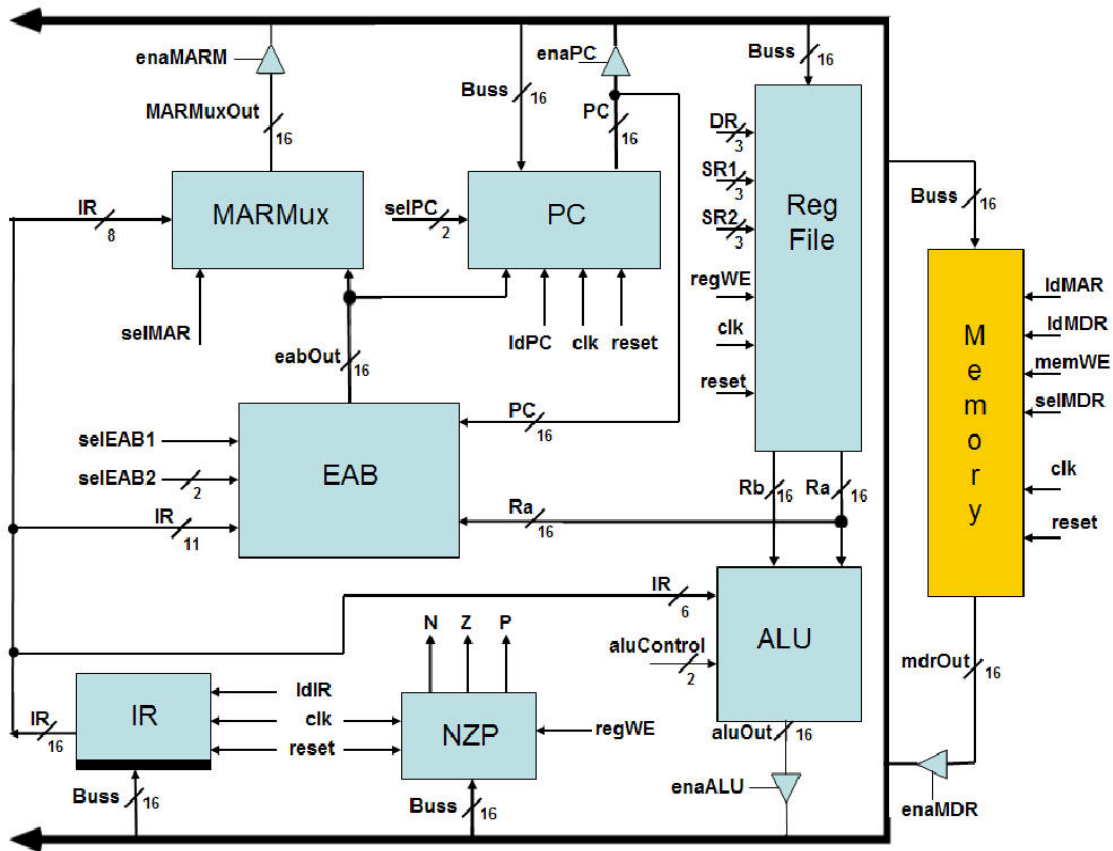 enaMARM
MARMuxOut
16
Buss
16
enaPC
PC
16
Buss
16
IR
8
MARMux
selMAR
selPC
2
PC
ldPC
clk
reset
DR
3
SR1
3
SR2
3
regWE
clk
reset
Reg
File
Buss
16
Memory
ldMAR
ldMDR
memWE
selMDR
clk
reset
eabOut
16
selEAB1
selEAB2
2
IR
11
EAB
PC
16
Ra
16
Rb
16
Ra
16
IR
6
aluControl
2
ALU
aluOut
16
enaALU
mdrOut
16
enaMDR
N
Z
P
IR
16
IR
ldIR
clk
reset
NZP
regWE
Buss
16
Buss
16